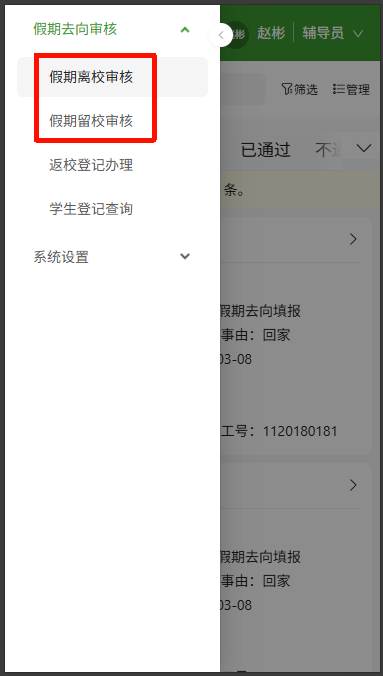 假期去向审核
彬 赵彬 辅导员
假期离校审核
筛选 管理
假期留校审核
已通过 不
返校登记办理
条。
学生登记查询
系统设置
假期去向填报
事由：回家
03-08
工号：1120180181
假期去向填报
事由：回家
03-08